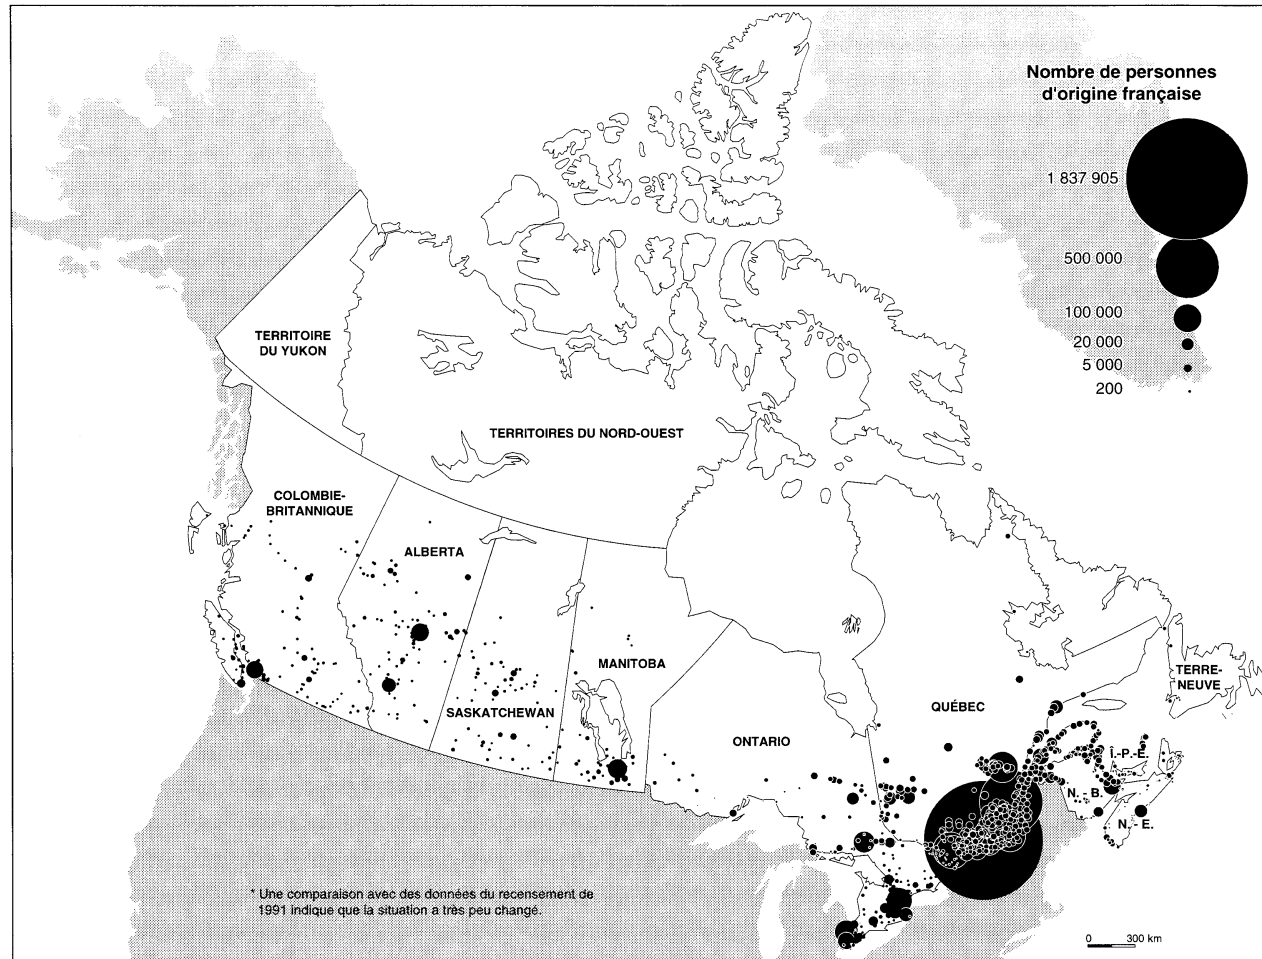 Nombre de personnes
d'origine française
1 837 905
500 000
100 000
20 000
5 000
200
TERRITOIRE
DU YUKON
TERRITOIRES DU NORD-OUEST
COLOMBIE-
BRITANNIQUE
ALBERTA
SASKATCHEWAN
MANITOBA
ONTARIO
QUÉBEC
TERRE-
NEUVE
Î.-P.-E.
N. - B.
N. - E.
* Une comparaison avec des données du recensement de
1991 indique que la situation a très peu changé.
0 300 km